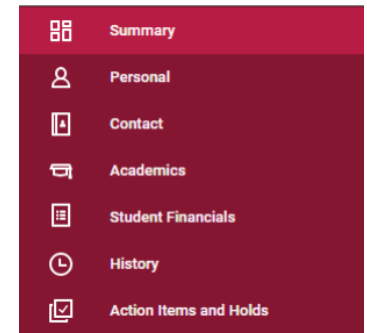 Summary
Personal
Contact
Academics
Student Financials
History
Action Items and Holds